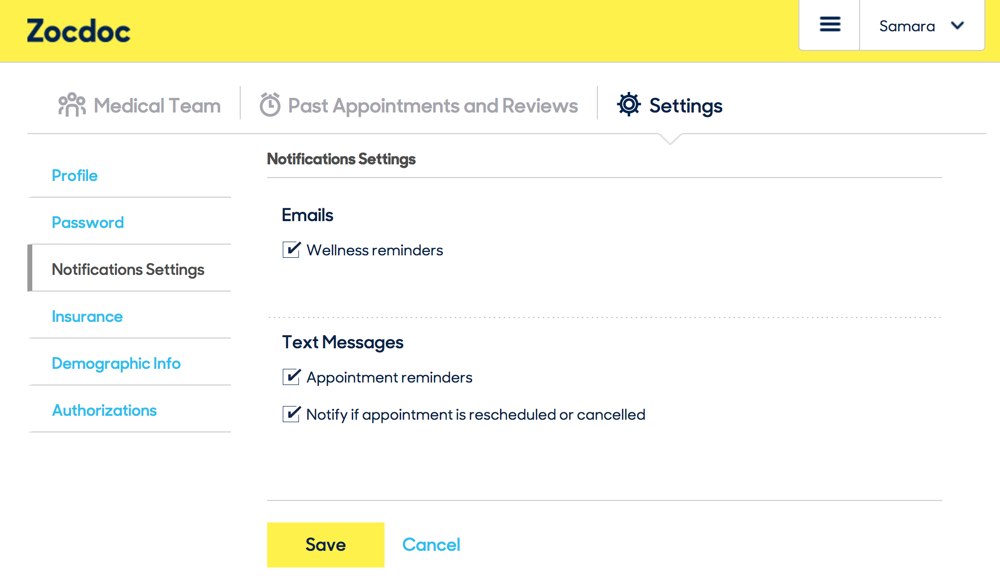 Zocdoc
Samara
Medical Team
Past Appointments and Reviews
Settings
Profile
Password
Notifications Settings
Insurance
Demographic Info
Authorizations
Notifications Settings
Emails
Wellness reminders
Text Messages
Appointment reminders
Notify if appointment is rescheduled or cancelled
Save
Cancel